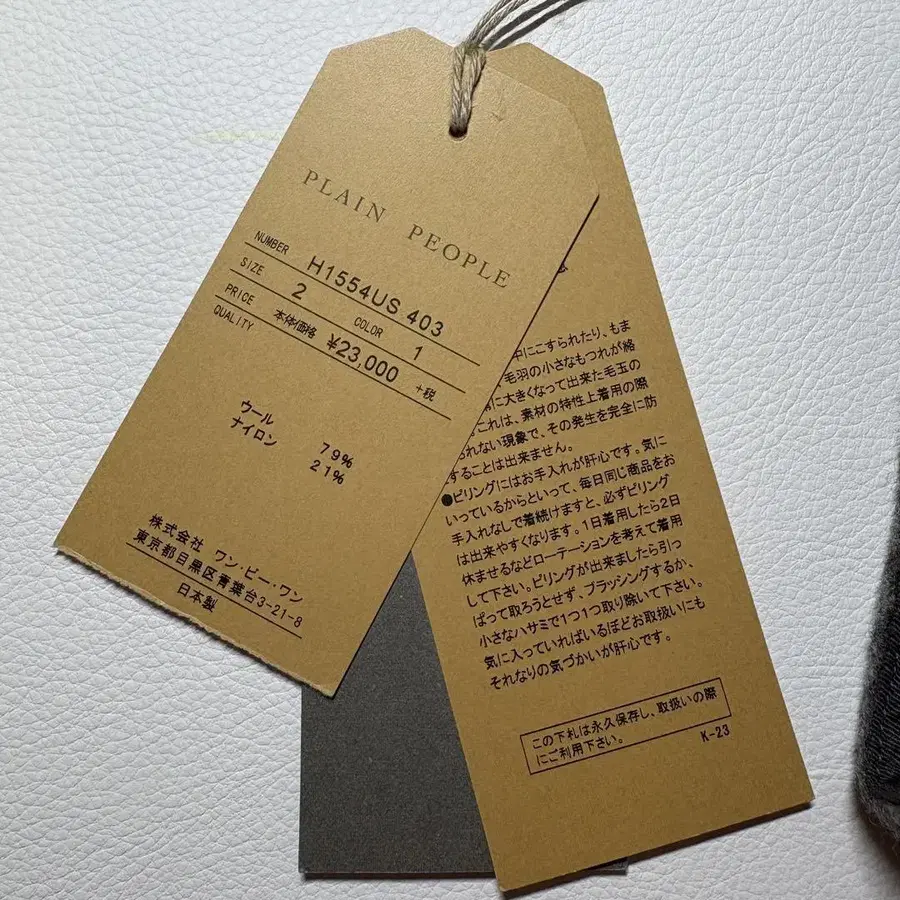 PLAIN PEOPLE
NUMBER H1554US 403
SIZE 2 COLOR 1
PRICE 本体価格 ¥23,000 +税
QUALITY
ウール 79%
ナイロン 21%
株式会社 ワン・ビー・ワン
東京都目黒区青葉台3-21-8
日本製
中にこすられたり、もま
毛羽の小さなもつれが絡
に大きくなって出来た毛玉の
これは、素材の特性上着用の際
られない現象で、その発生を完全に防
することは出来ません。
●ピリングにはお手入れが肝心です。気に
いっているからといって、毎日同じ商品をお
手入れなしで着続けますと、必ずピリング
は出来やすくなります。1日着用したら2日
休ませるなどローテーションを考えて着用
して下さい。ピリングが出来ましたら引っ
ぱって取ろうとせず、ブラッシングするか、
小さなハサミで1つ1つ取り除いて下さい。
気に入っていればいるほどお取扱いにも
それなりの気づかいが肝心です。
この下札は永久保存し、取扱いの際
にご利用下さい。
K-23